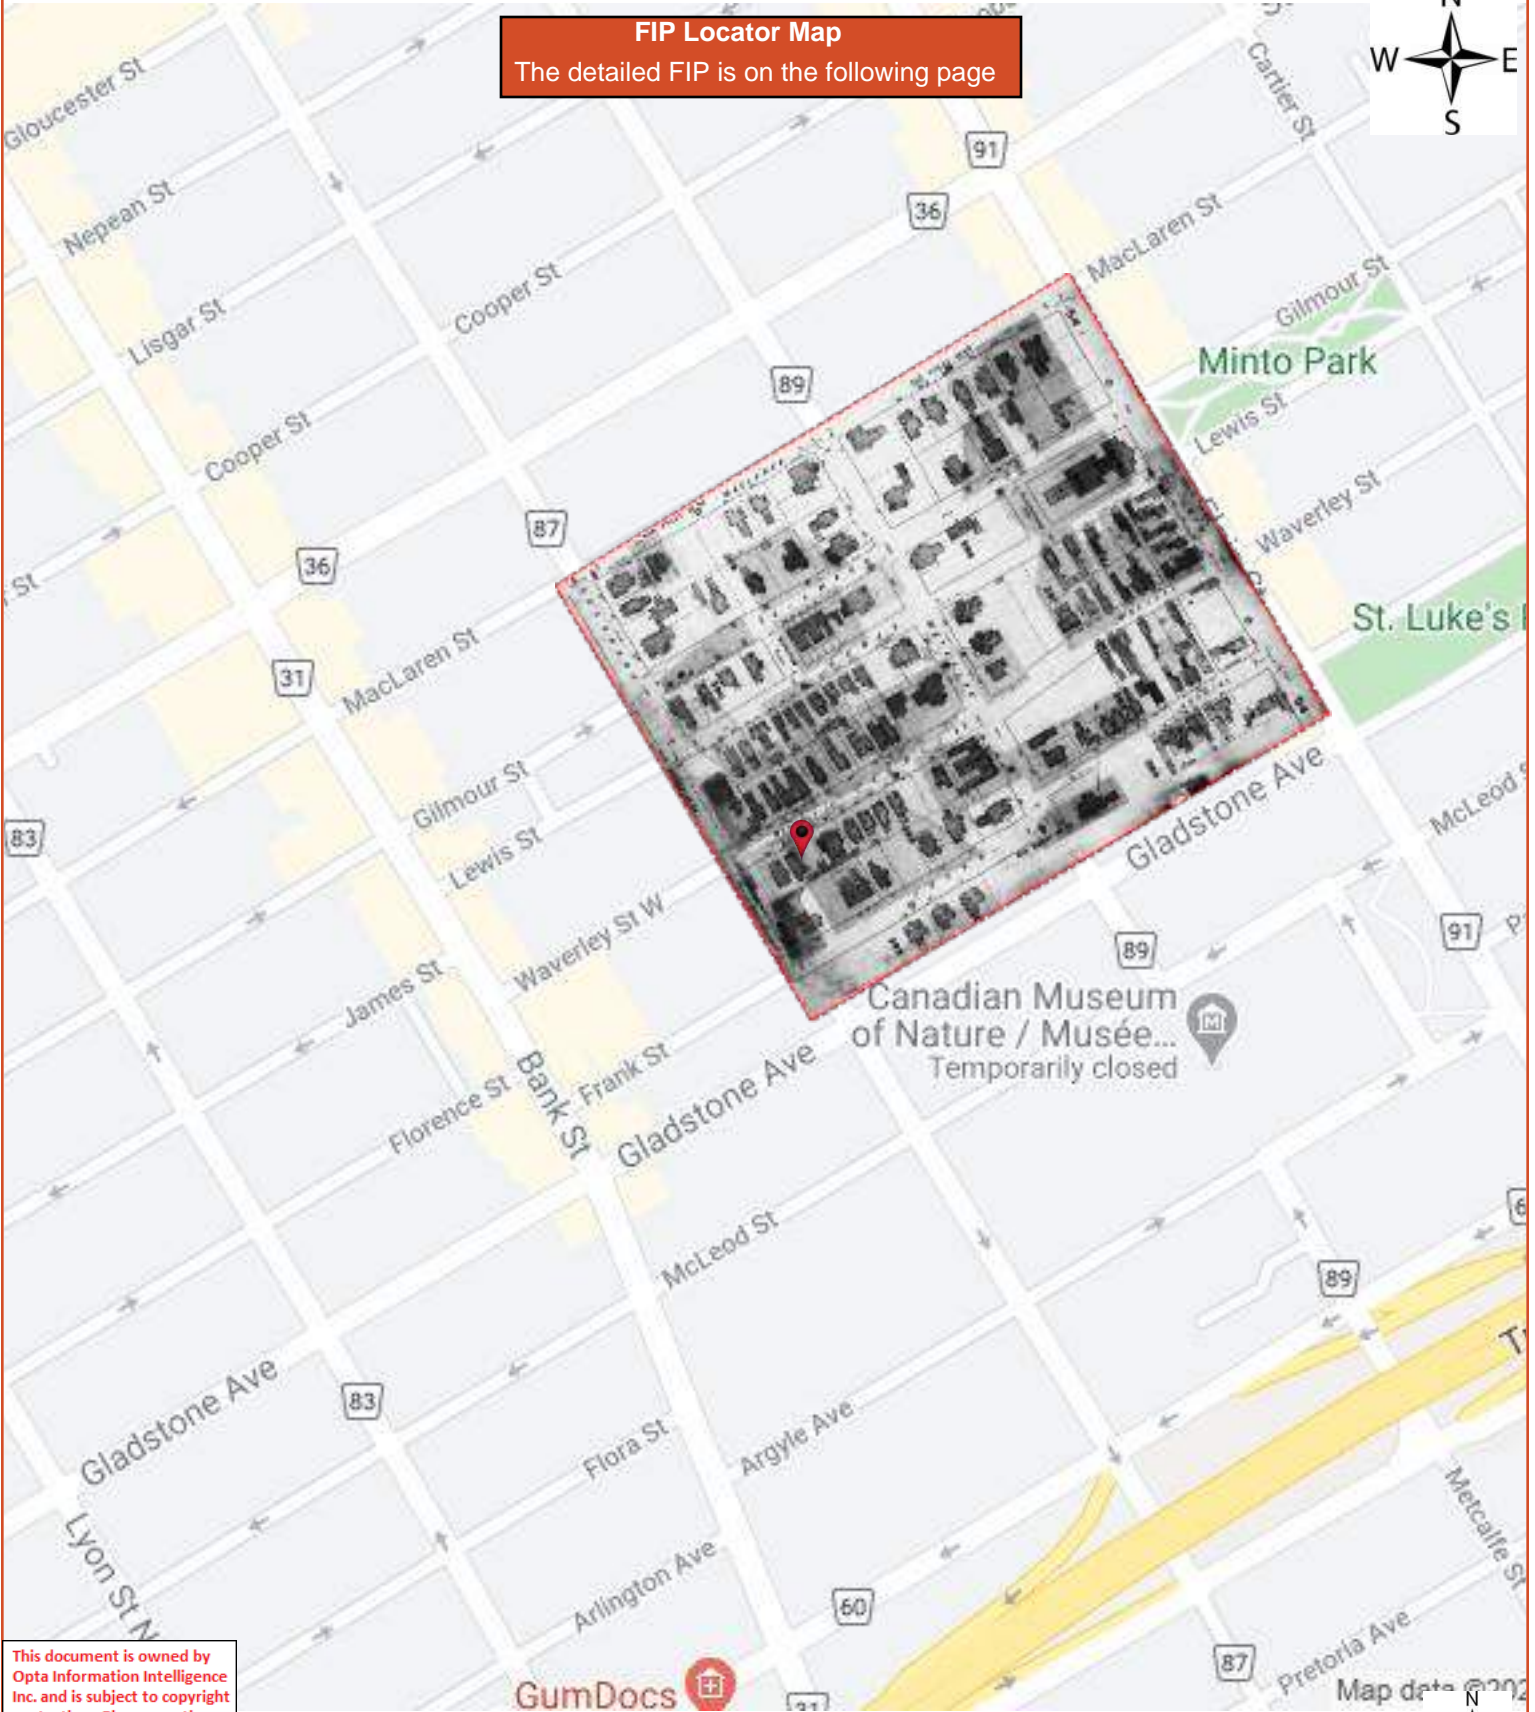 FIP Locator Map
The detailed FIP is on the following page
N
W
E
S
Gloucester St
Cartier St
91
Nepean St
36
MacLaren St
Cooper St
Gilmour St
Lisgar St
Minto Park
89
Lewis St
Cooper St
MACLAREN
Waverley St
87
36
St
St. Luke's
MacLaren St
31
Gilmour St
Gladstone Ave
McLeod S
83
Lewis St
Waverley St W
91
89
James St
Canadian Museum
of Nature / Musée...
Temporarily closed
Bank St
Frank St
Gladstone Ave
Florence St
McLeod St
6
89
Gladstone Ave
83
Flora St
Argyle Ave
Metcalfe St
Lyon St N
Arlington Ave
60
This document is owned by
Opta Information Intelligence
Inc. and is subject to copyright
87
Pretoria Ave
GumDocs
31
Map data ©202
N